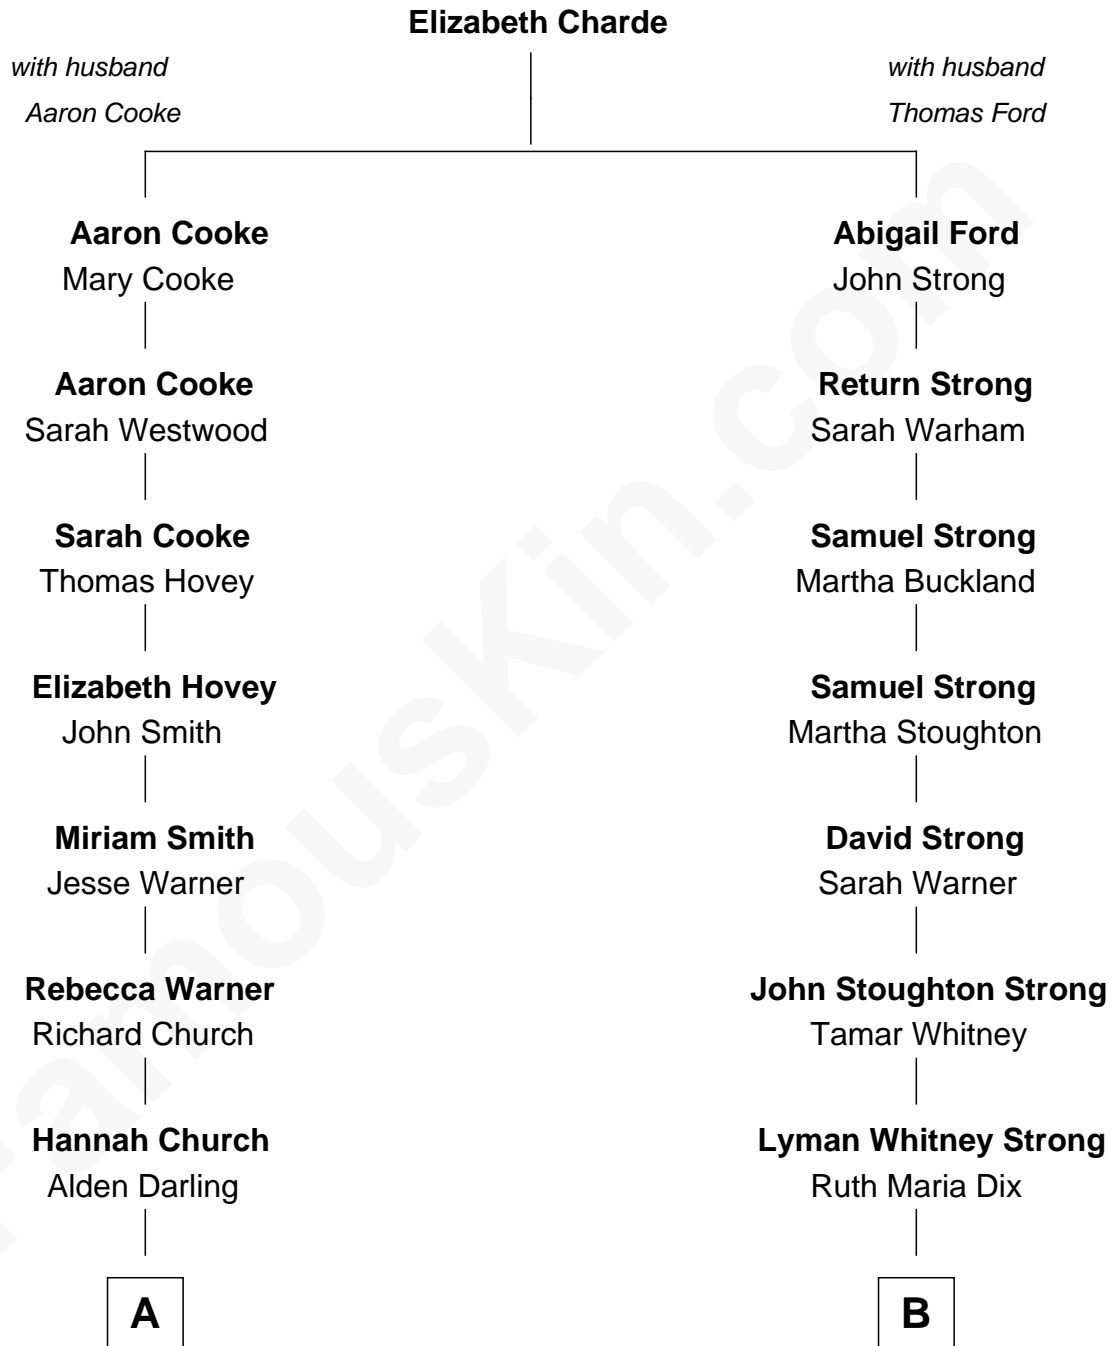 Elizabeth Charde
with husband
Aaron Cooke
with husband
Thomas Ford
Aaron Cooke
Mary Cooke
Abigail Ford
John Strong
Aaron Cooke
Sarah Westwood
Return Strong
Sarah Warham
Sarah Cooke
Thomas Hovey
Samuel Strong
Martha Buckland
Elizabeth Hovey
John Smith
Samuel Strong
Martha Stoughton
Miriam Smith
Jesse Warner
David Strong
Sarah Warner
Rebecca Warner
Richard Church
John Stoughton Strong
Tamar Whitney
Hannah Church
Alden Darling
Lyman Whitney Strong
Ruth Maria Dix
A
B
FamousKin.com